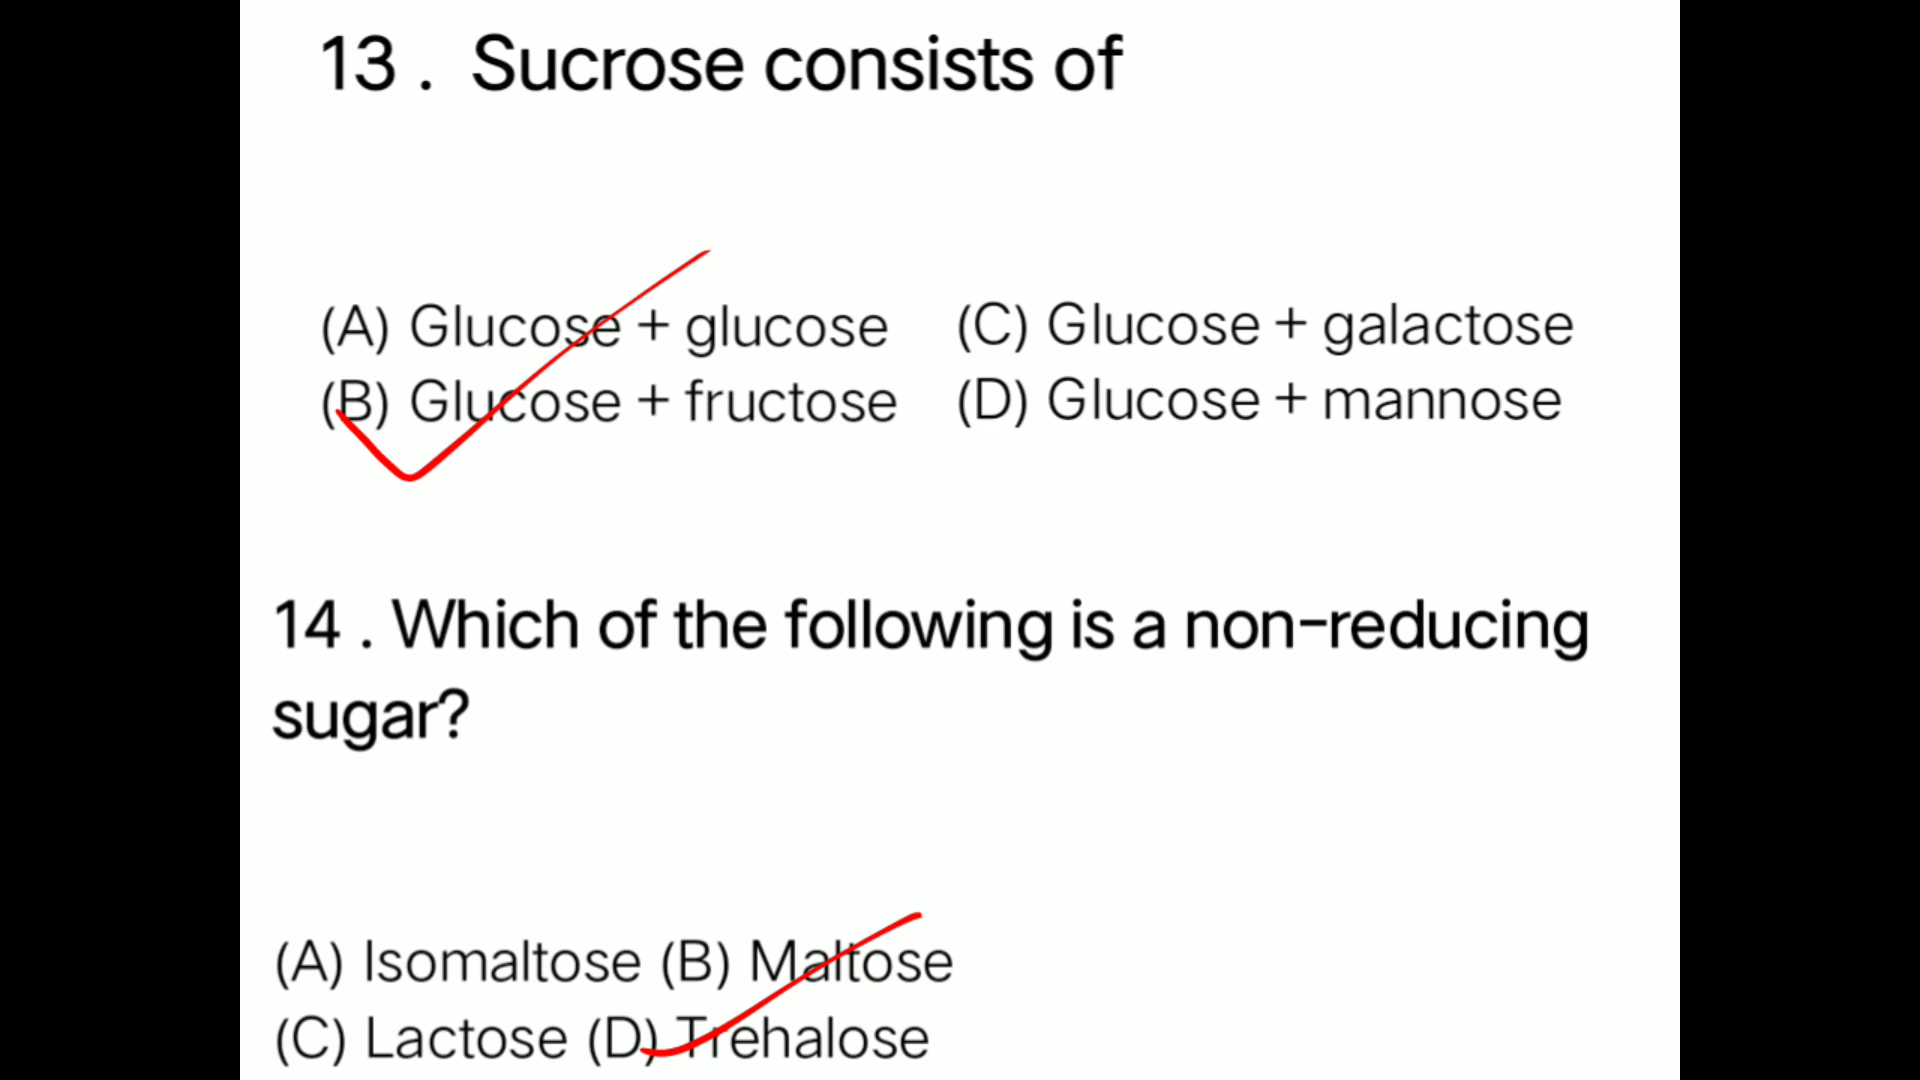 13 . Sucrose consists of
(A) Glucose + glucose (C) Glucose + galactose
(B) Glucose + fructose (D) Glucose + mannose
14 . Which of the following is a non-reducing
sugar?
(A) Isomaltose (B) Maltose
(C) Lactose (D) Trehalose